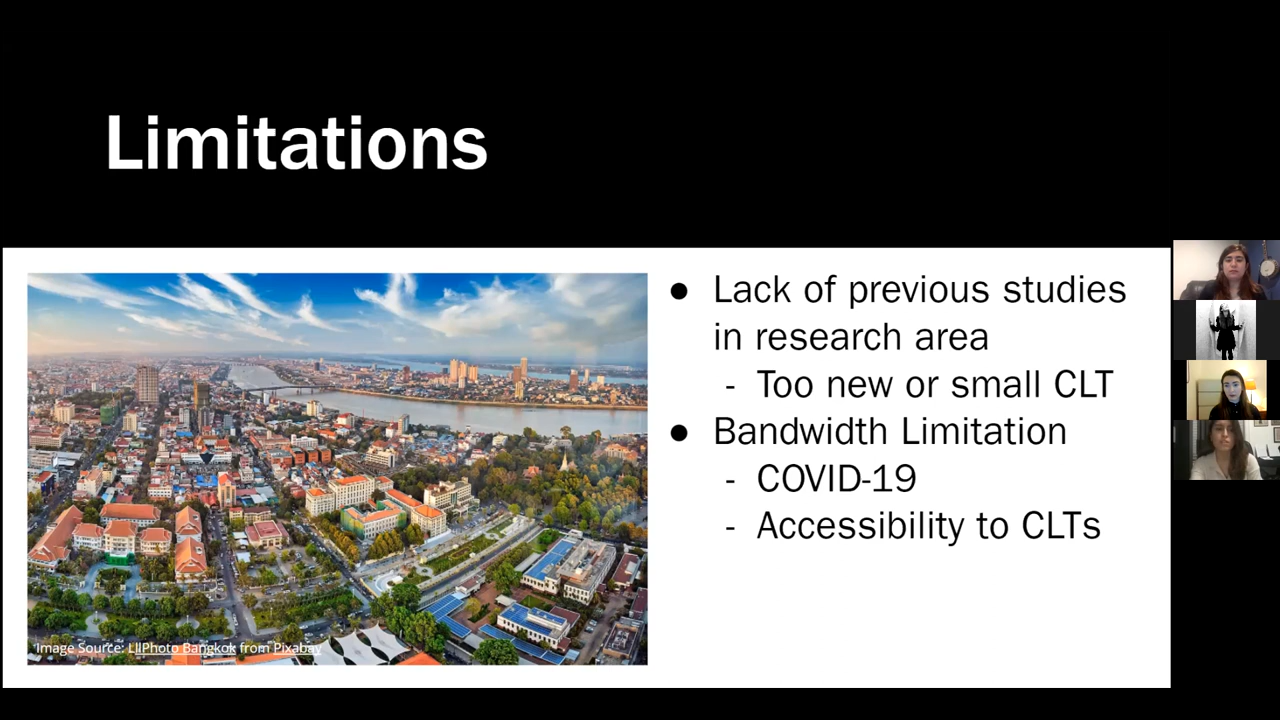 Limitations
● Lack of previous studies
in research area
- Too new or small CLT
● Bandwidth Limitation
- COVID-19
- Accessibility to CLTs
Image Source: LIIPhoto Bangkok from Pixabay